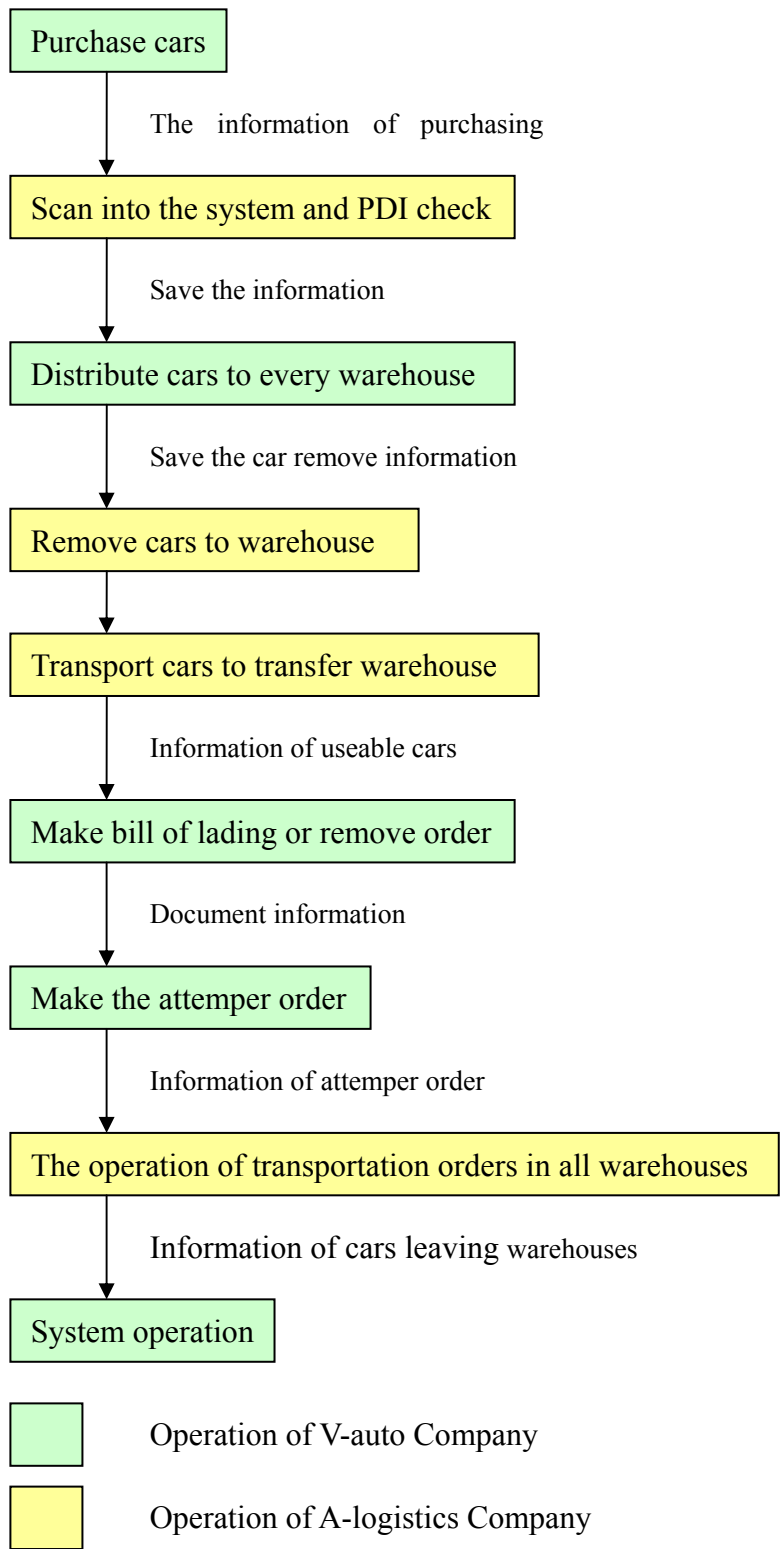 Purchase cars
The information of purchasing
Scan into the system and PDI check
Save the information
Distribute cars to every warehouse
Save the car remove information
Remove cars to warehouse
Transport cars to transfer warehouse
Information of useable cars
Make bill of lading or remove order
Document information
Make the attemper order
Information of attemper order
The operation of transportation orders in all warehouses
Information of cars leaving warehouses
System operation
Operation of V-auto Company
Operation of A-logistics Company